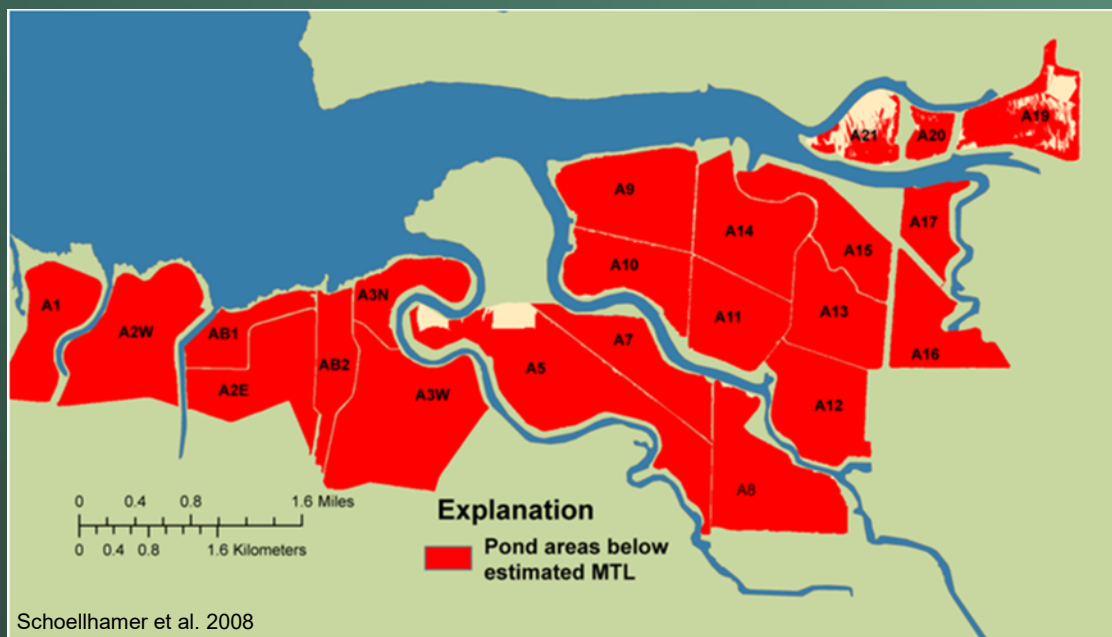 A19
A21
A20
A9
A17
A14
A15
A10
A1
A3N
A13
A11
A2W
AB1
A7
A16
AB2
A5
A2E
A3W
A12
A8
0 0.4 0.8 1.6 Miles
0 0.4 0.8 1.6 Kilometers
Explanation
Pond areas below
estimated MTL
Schoellhamer et al. 2008